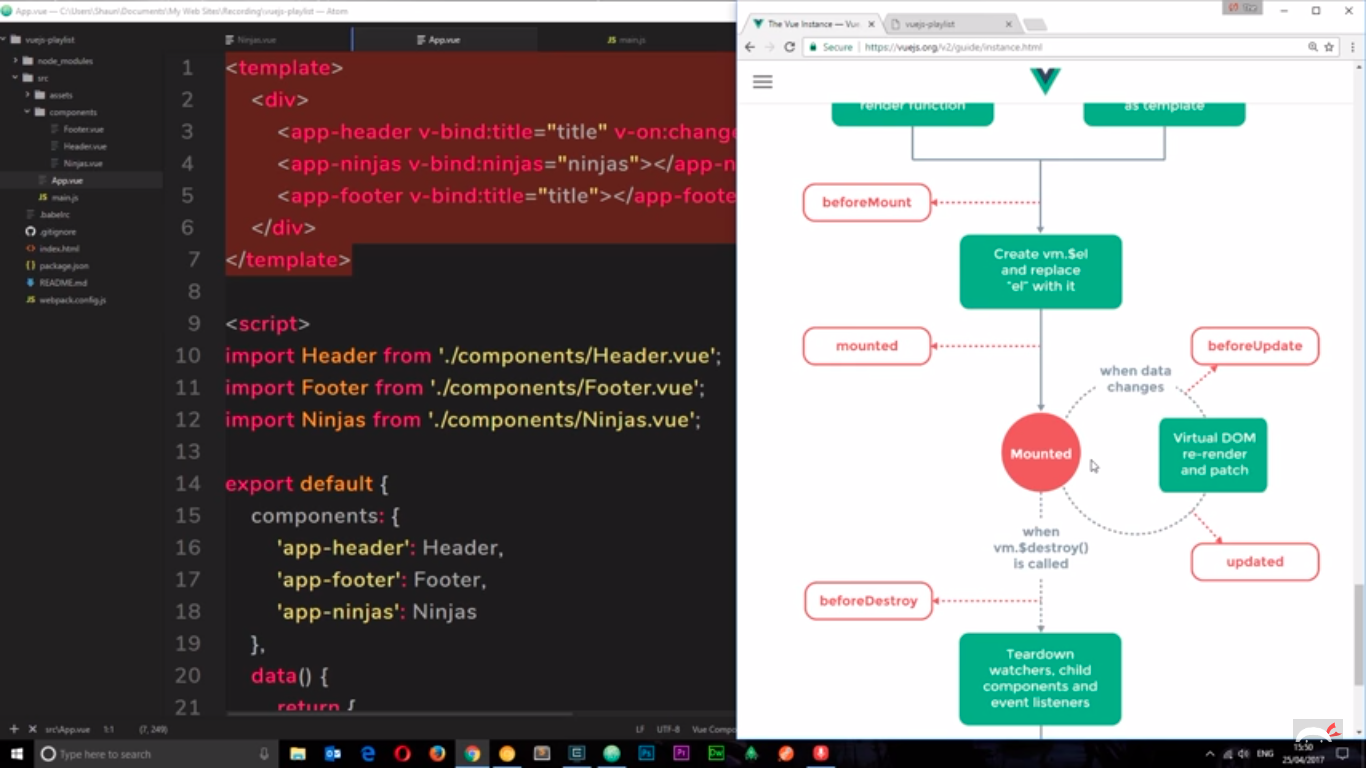 App.vue — C:\Users\Shaun\Documents\My Web Sites\Recording\vuejs-playlist — Atom
vuejs-playlist
node_modules
src
assets
components
Footer.vue
Header.vue
Ninjas.vue
App.vue
main.js
.babelrc
.gitignore
index.html
package.json
README.md
webpack.config.js
Ninjas.vue
App.vue
main.js
1 <template>
2 <div>
3 <app-header v-bind:title="title" v-on:change
4 <app-ninjas v-bind:ninjas="ninjas"></app-n
5 <app-footer v-bind:title="title"></app-foote
6 </div>
7 </template>
8
9 <script>
10 import Header from './components/Header.vue';
11 import Footer from './components/Footer.vue';
12 import Ninjas from './components/Ninjas.vue';
13
14 export default {
15 components: {
16 'app-header': Header,
17 'app-footer': Footer,
18 'app-ninjas': Ninjas
19 },
20 data() {
21 return {
src\App.vue 1:1 (7, 249)
LF UTF-8 Vue Compo
The Vue Instance — Vue
vuejs-playlist
Secure https://vuejs.org/v2/guide/instance.html
render function
as template
beforeMount
Create vm.$el
and replace
"el" with it
mounted
beforeUpdate
when data
changes
Mounted
Virtual DOM
re-render
and patch
when
vm.$destroy()
is called
updated
beforeDestroy
Teardown
watchers, child
components and
event listeners
Type here to search
ENG
15:50
25/04/2017